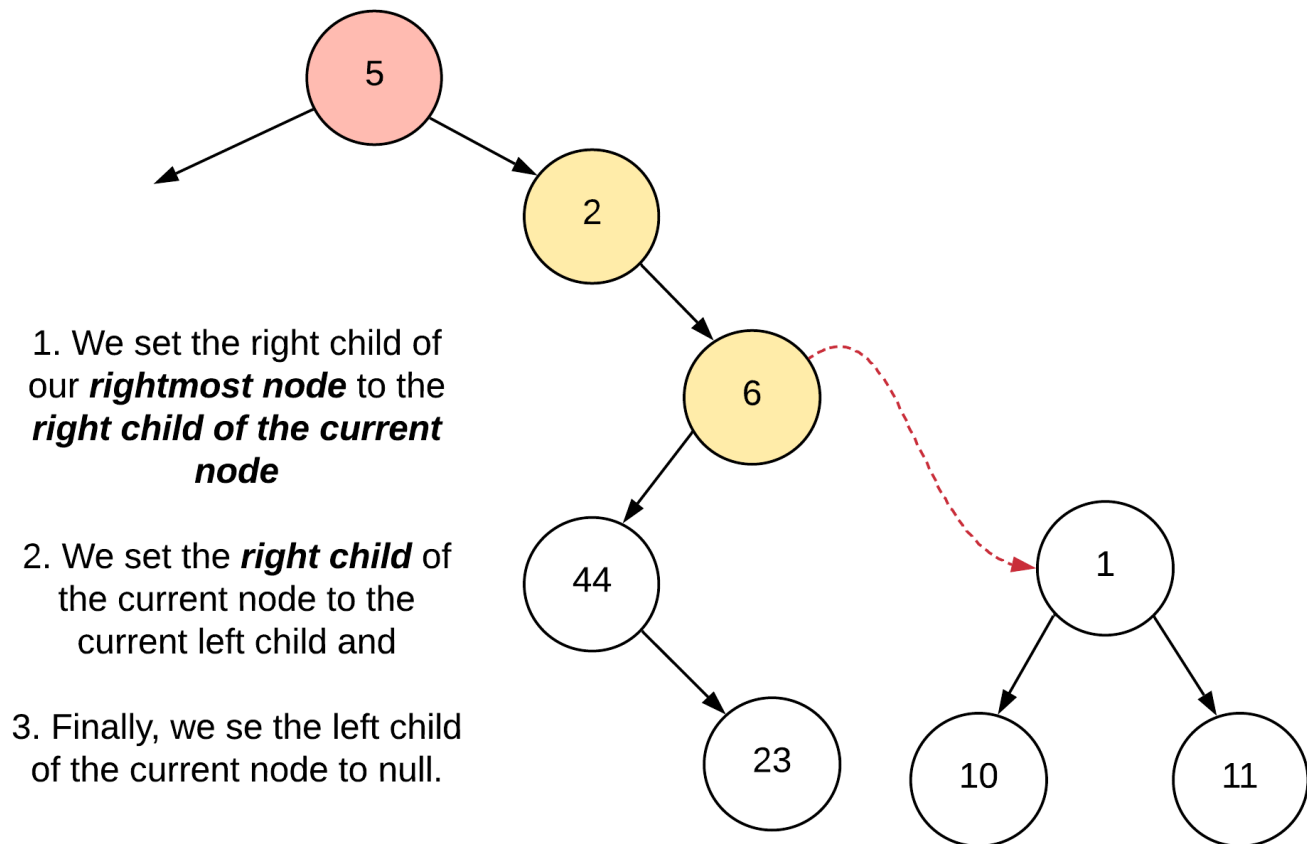 5
2
1. We set the right child of
our rightmost node to the
right child of the current
node
6
2. We set the right child of
the current node to the
current left child and
44
1
3. Finally, we se the left child
of the current node to null.
23
10
11